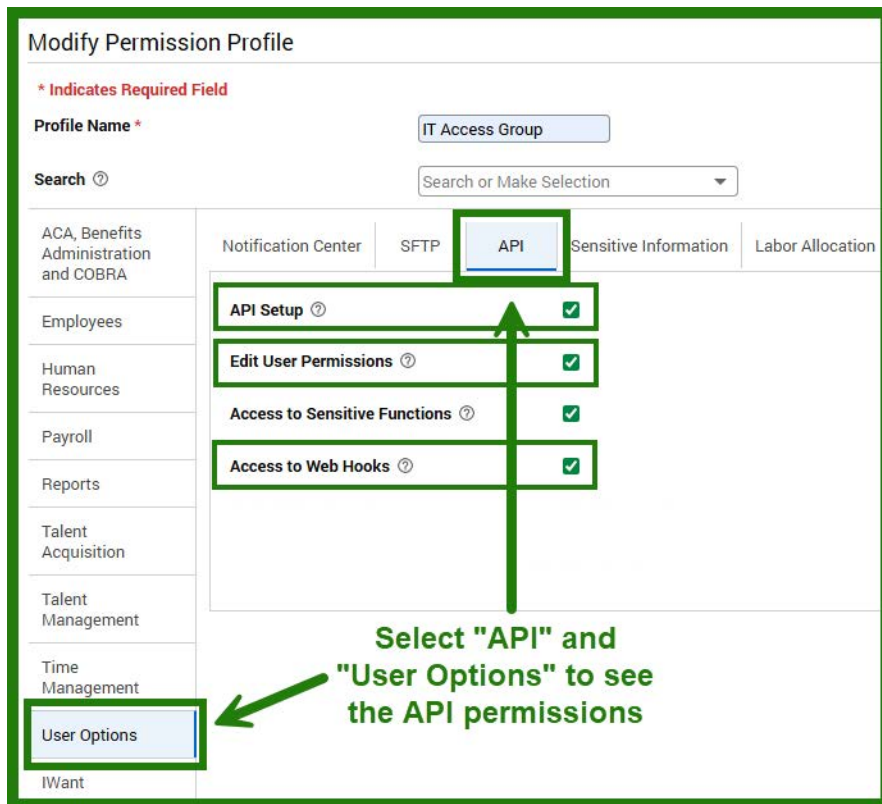 Modify Permission Profile
* Indicates Required Field
Profile Name *
IT Access Group
Search
Search or Make Selection
ACA, Benefits
Administration
and COBRA
Employees
Human
Resources
Payroll
Reports
Talent
Acquisition
Talent
Management
Time
Management
User Options
IWant
Notification Center SFTP API Sensitive Information Labor Allocation
API Setup
Edit User Permissions
Access to Sensitive Functions
Access to Web Hooks
Select "API" and
"User Options" to see
the API permissions